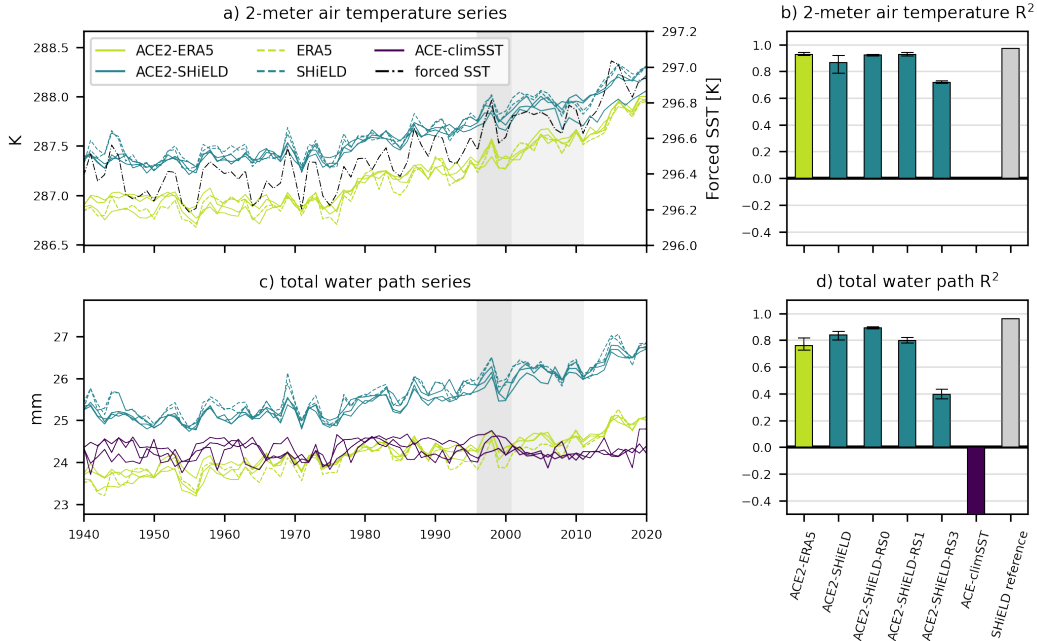 a) 2-meter air temperature series
b) 2-meter air temperature R²
ACE2-ERA5
ACE2-SHiELD
ERA5
SHiELD
ACE-climSST
forced SST
288.5
288.0
287.5
287.0
286.5
K
297.2
297.0
296.8
296.6
296.4
296.2
296.0
Forced SST [K]
1.0
0.8
0.6
0.4
0.2
0.0
−0.2
−0.4
c) total water path series
d) total water path R²
27
26
25
24
23
mm
1940
1950
1960
1970
1980
1990
2000
2010
2020
1.0
0.8
0.6
0.4
0.2
0.0
−0.2
−0.4
ACE2-ERA5
ACE2-SHiELD
ACE2-SHiELD-RS0
ACE2-SHiELD-RS1
ACE2-SHiELD-RS3
ACE-climSST
SHiELD reference